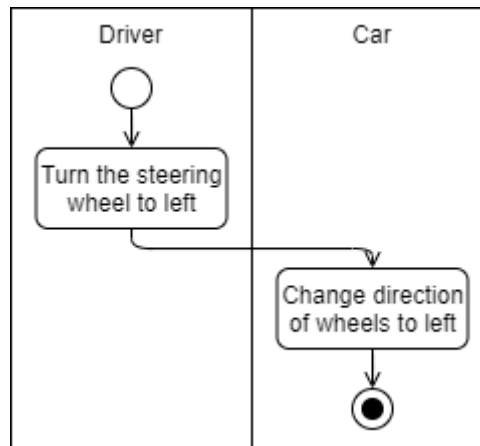 Driver
Car
Turn the steering
wheel to left
Change direction
of wheels to left